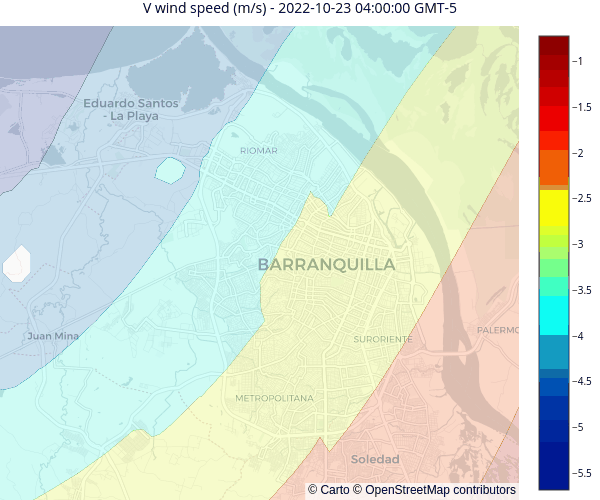 V wind speed (m/s) - 2022-10-23 04:00:00 GMT-5
Eduardo Santos
- La Playa
RIOMAR
BARRANQUILLA
Juan Mina
SURORIENTE
PALERMO
METROPOLITANA
Soledad
© Carto © OpenStreetMap contributors
−1
−1.5
−2
−2.5
−3
−3.5
−4
−4.5
−5
−5.5